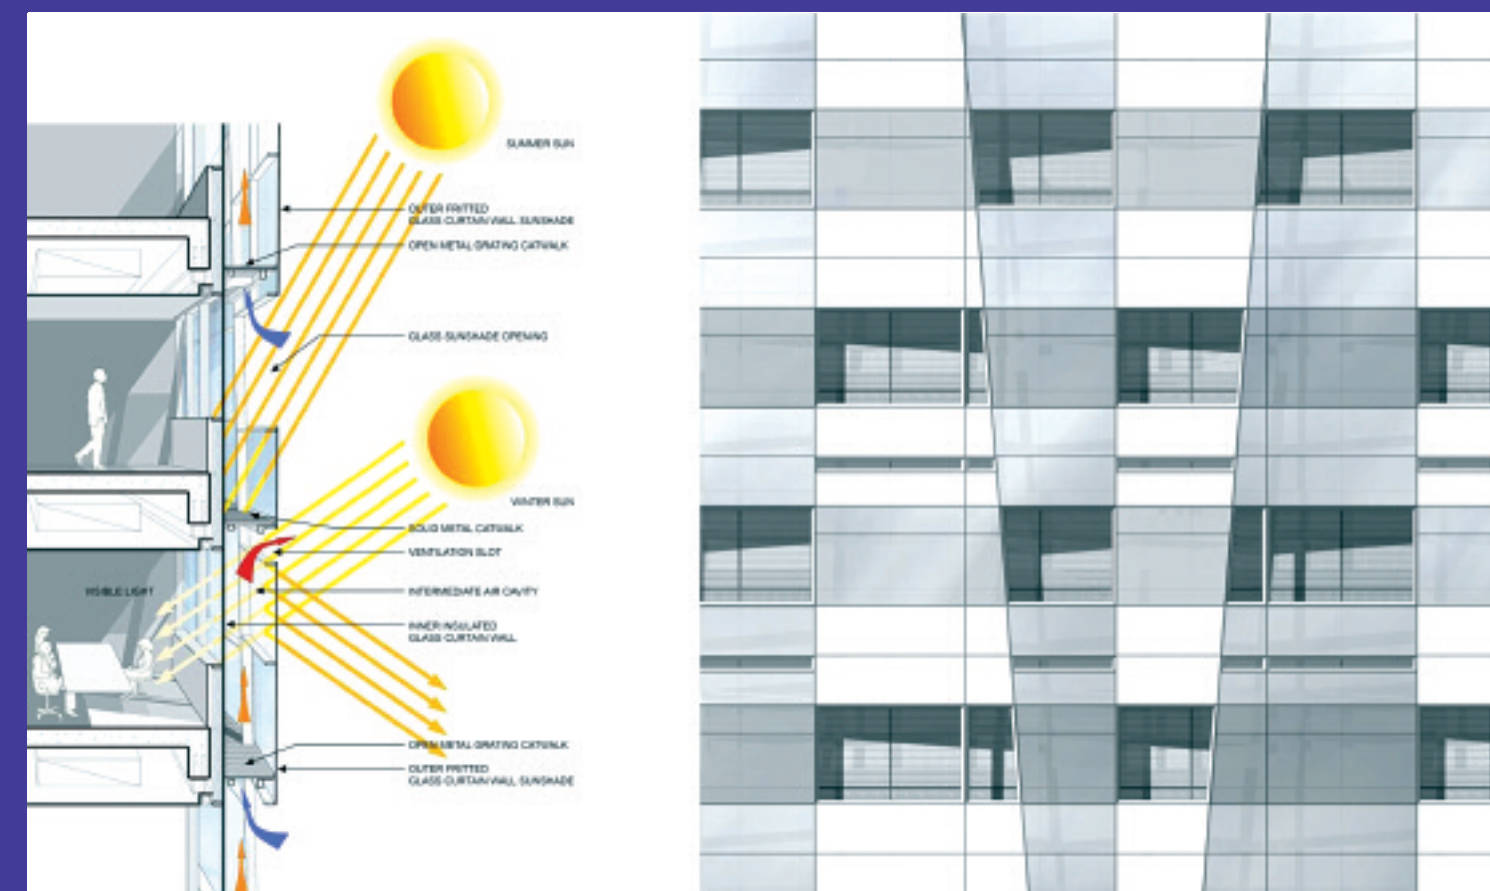 SUMMER SUN
OUTER FRITTED
GLASS CURTAIN WALL SUNSHADE
OPEN METAL GRATING CATWALK
GLASS SUNSHADE OPENING
WINTER SUN
SOLID METAL CATWALK
VENTILATION SLOT
VISIBLE LIGHT
INTERMEDIATE AIR CAVITY
INNER INSULATED
GLASS CURTAIN WALL
OPEN METAL GRATING CATWALK
OUTER FRITTED
GLASS CURTAIN WALL SUNSHADE